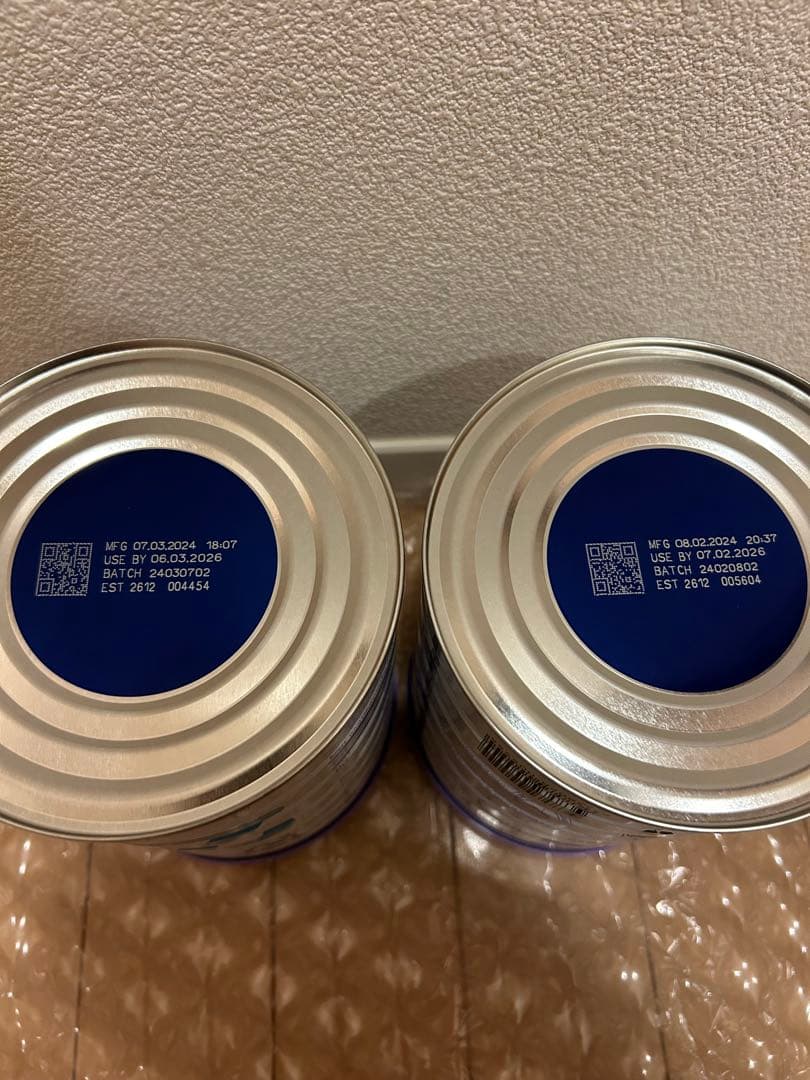 MFG 07.03.2024 18:07
USE BY 06.03.2026
BATCH 24030702
EST 2612 004454
MFG 08.02.2024 20:37
USE BY 07.02.2026
BATCH 24020802
EST 2612 005604